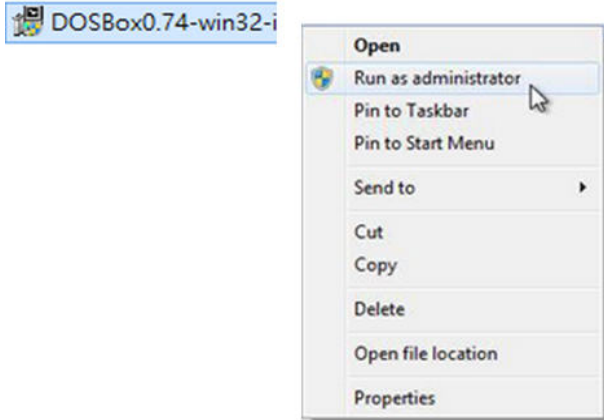 DOSBox0.74-win32-i
Open
Run as administrator
Pin to Taskbar
Pin to Start Menu
Send to
Cut
Copy
Delete
Open file location
Properties